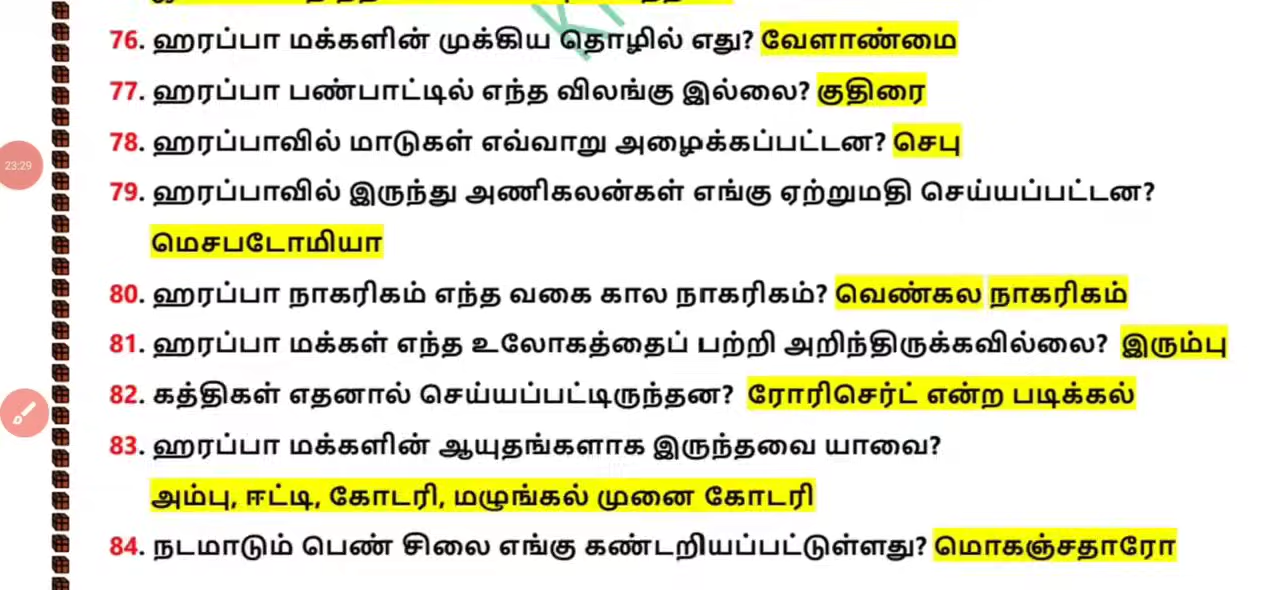 76. ஹரப்பா மக்களின் முக்கிய தொழில் எது? வேளாண்மை
77. ஹரப்பா பண்பாட்டில் எந்த விலங்கு இல்லை? குதிரை
23:29
78. ஹரப்பாவில் மாடுகள் எவ்வாறு அழைக்கப்பட்டன? செபு
79. ஹரப்பாவில் இருந்து அணிகலன்கள் எங்கு ஏற்றுமதி செய்யப்பட்டன?
மெசபடோமியா
80. ஹரப்பா நாகரிகம் எந்த வகை கால நாகரிகம்? வெண்கல நாகரிகம்
81. ஹரப்பா மக்கள் எந்த உலோகத்தைப் பற்றி அறிந்திருக்கவில்லை? இரும்பு
82. கத்திகள் எதனால் செய்யப்பட்டிருந்தன? ரோரிசெர்ட் என்ற படிக்கல்
83. ஹரப்பா மக்களின் ஆயுதங்களாக இருந்தவை யாவை?
அம்பு, ஈட்டி, கோடரி, மழுங்கல் முனை கோடரி
84. நடமாடும் பெண் சிலை எங்கு கண்டறியப்பட்டுள்ளது? மொகஞ்சதாரோ